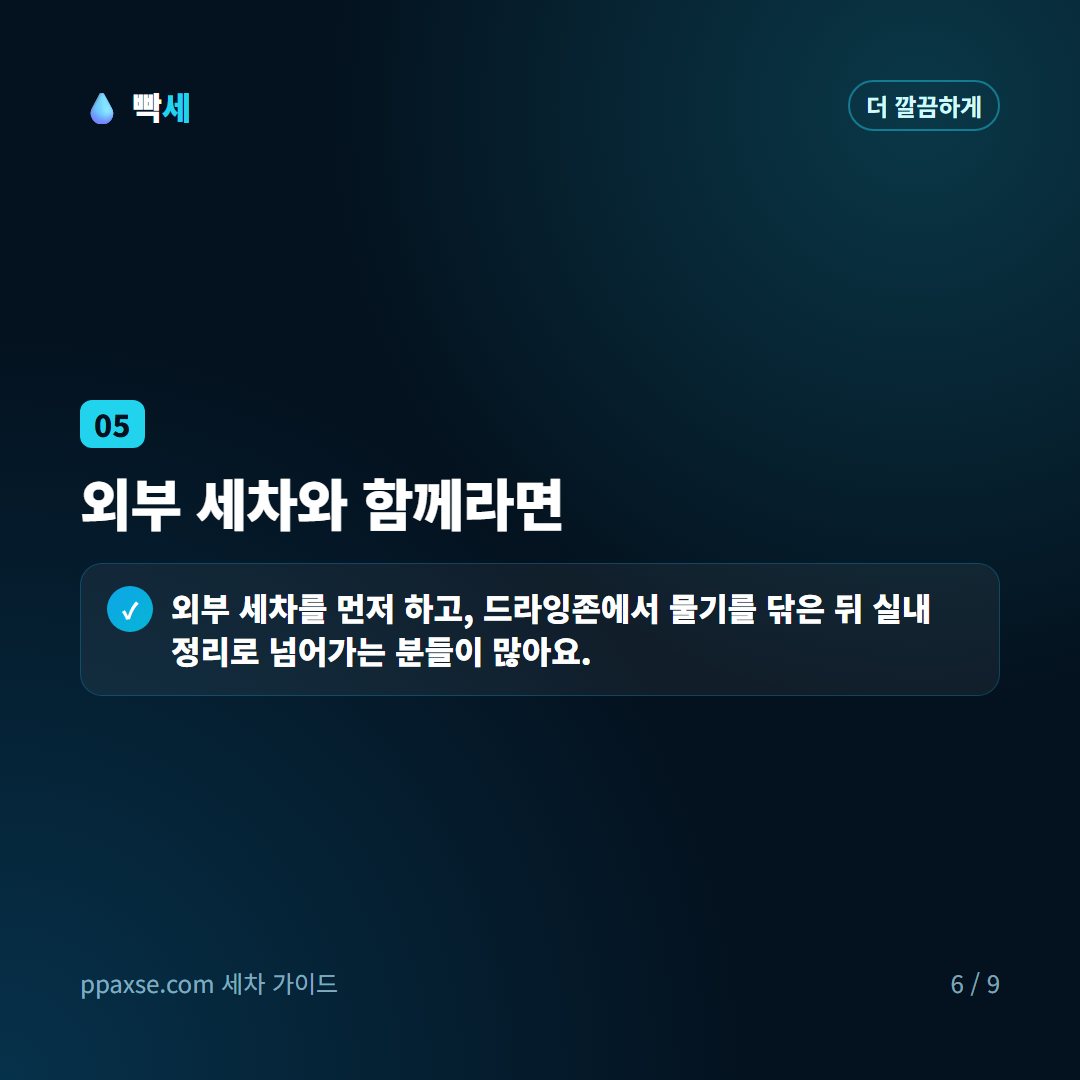 빡세
더 깔끔하게
05
외부 세차와 함께라면
외부 세차를 먼저 하고, 드라잉존에서 물기를 닦은 뒤 실내
정리로 넘어가는 분들이 많아요.
ppaxse.com 세차 가이드
6 / 9